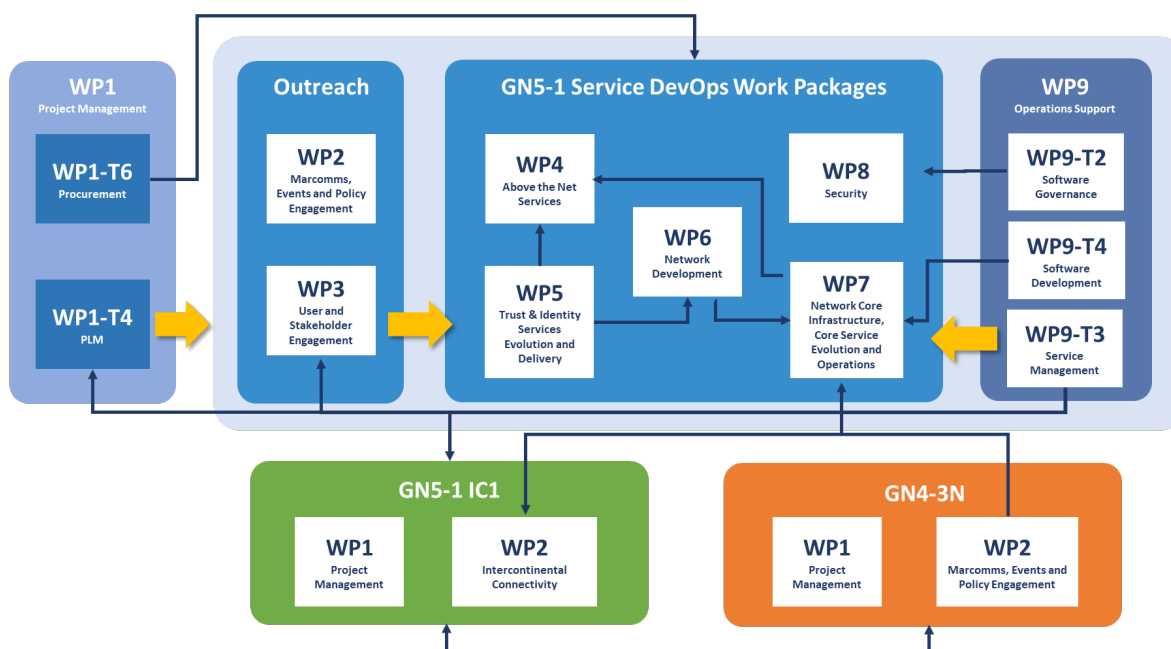 WP1
Project Management
WP1-T6
Procurement
WP1-T4
PLM
Outreach
WP2
Marcomms,
Events and Policy
Engagement
WP3
User and
Stakeholder
Engagement
GN5-1 Service DevOps Work Packages
WP4
Above the Net
Services
WP5
Trust & Identity
Services
Evolution and
Delivery
WP6
Network
Development
WP8
Security
WP7
Network Core
Infrastructure,
Core Service
Evolution and
Operations
WP9
Operations Support
WP9-T2
Software
Governance
WP9-T4
Software
Development
WP9-T3
Service
Management
GN5-1 IC1
WP1
Project
Management
WP2
Intercontinental
Connectivity
GN4-3N
WP1
Project
Management
WP2
Marcomms, Events and
Policy Engagement